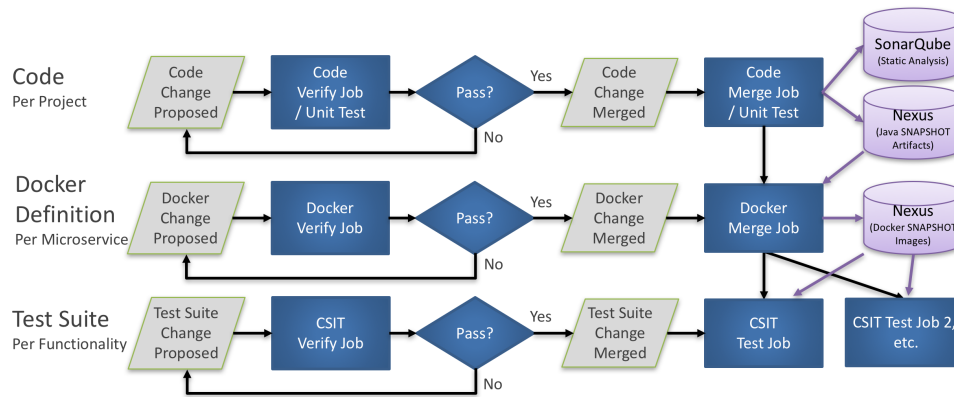 Code
Per Project
Code
Change
Proposed
Code
Verify Job
/ Unit Test
Pass?
Yes
No
Code
Change
Merged
Code
Merge Job
/ Unit Test
SonarQube
(Static Analysis)
Nexus
(Java SNAPSHOT
Artifacts)
Docker
Definition
Per Microservice
Docker
Change
Proposed
Docker
Verify Job
Pass?
Yes
No
Docker
Change
Merged
Docker
Merge Job
Nexus
(Docker SNAPSHOT
Images)
Test Suite
Per Functionality
Test Suite
Change
Proposed
CSIT
Verify Job
Pass?
Yes
No
Test Suite
Change
Merged
CSIT
Test Job
CSIT Test Job 2,
etc.